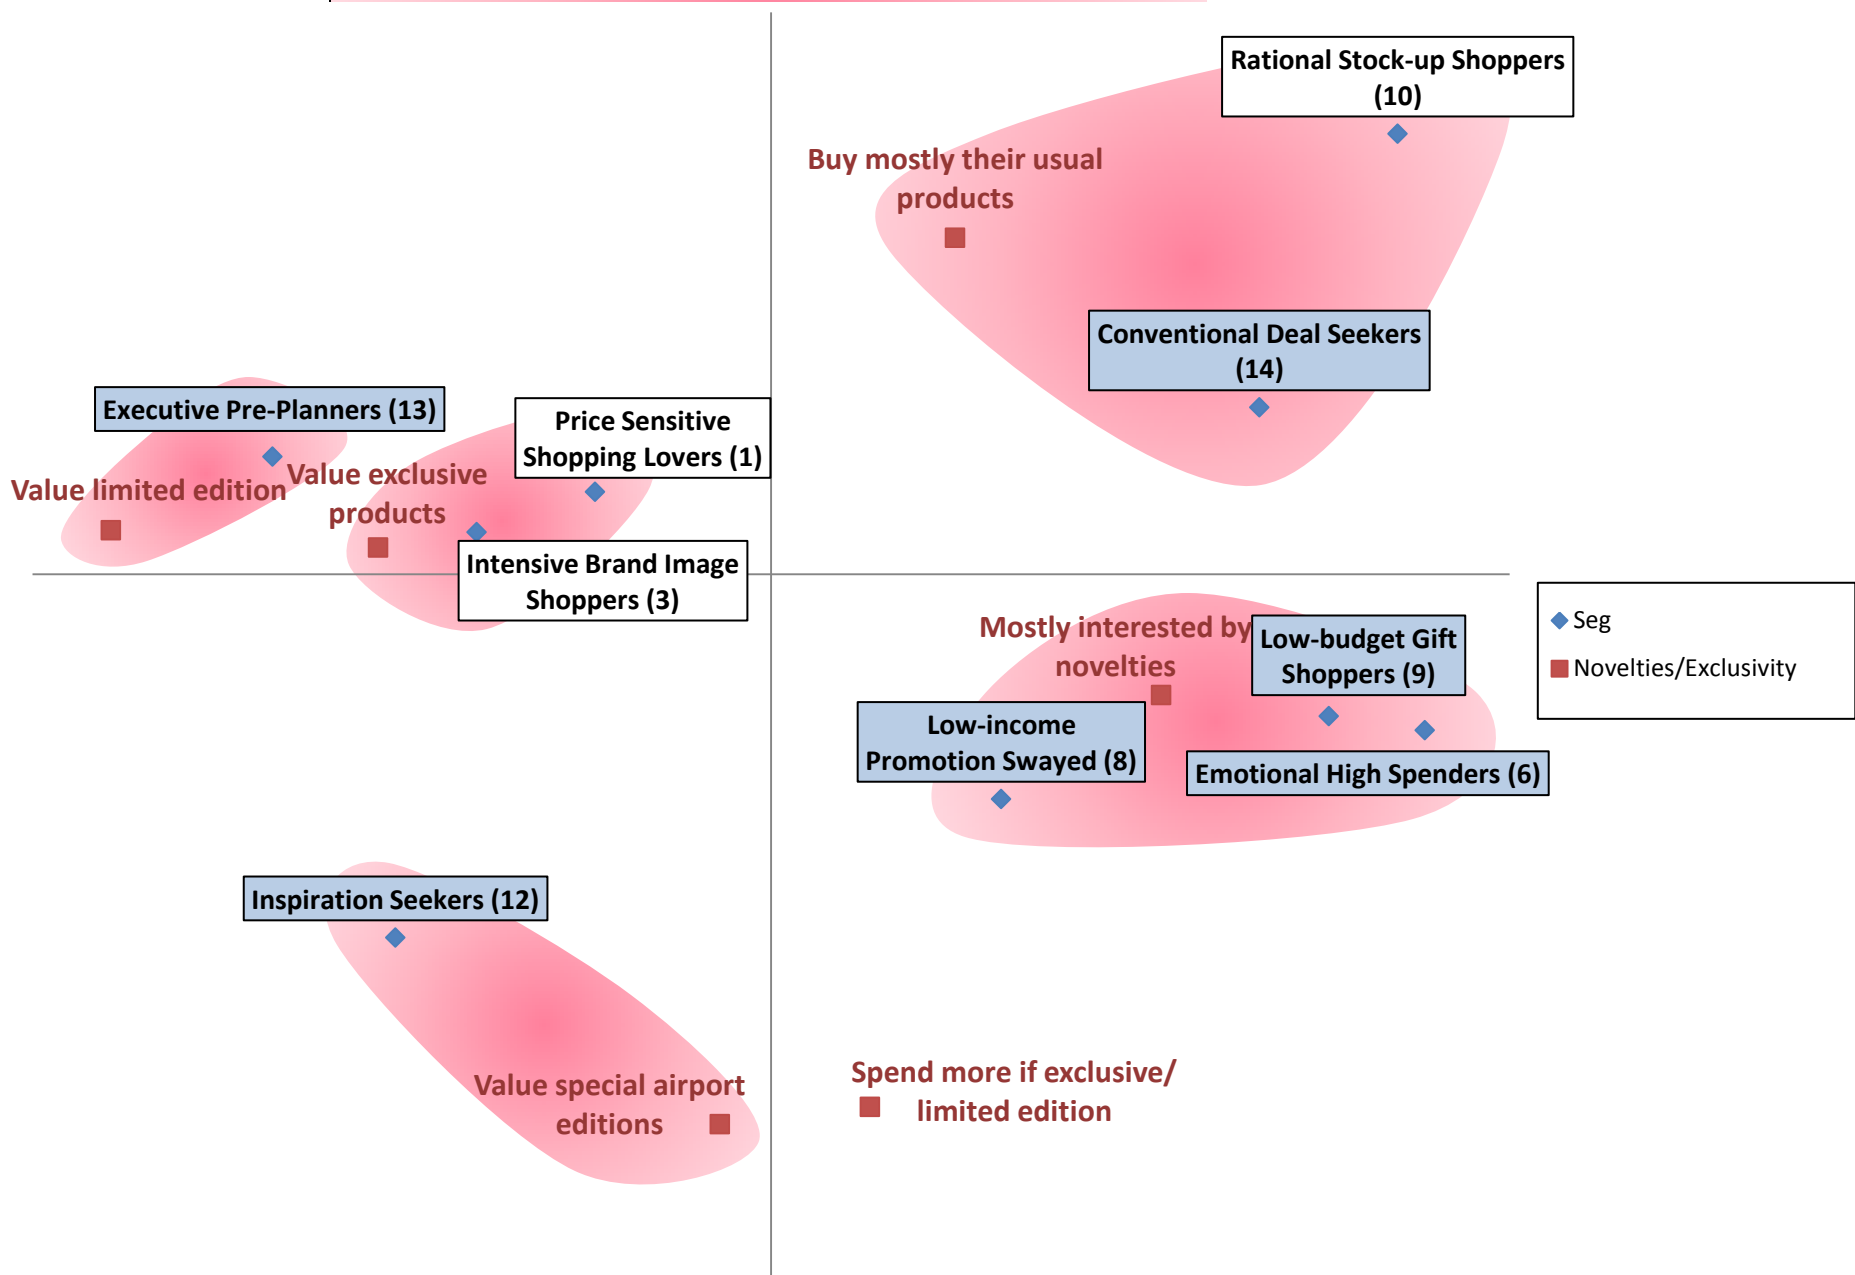 Rational Stock-up Shoppers
(10)
Buy mostly their usual
products
Conventional Deal Seekers
(14)
Executive Pre-Planners (13)
Price Sensitive
Shopping Lovers (1)
Value limited edition
Value exclusive
products
Intensive Brand Image
Shoppers (3)
Seg
Novelties/Exclusivity
Mostly interested by
novelties
Low-budget Gift
Shoppers (9)
Low-income
Promotion Swayed (8)
Emotional High Spenders (6)
Inspiration Seekers (12)
Value special airport
editions
Spend more if exclusive/
limited edition